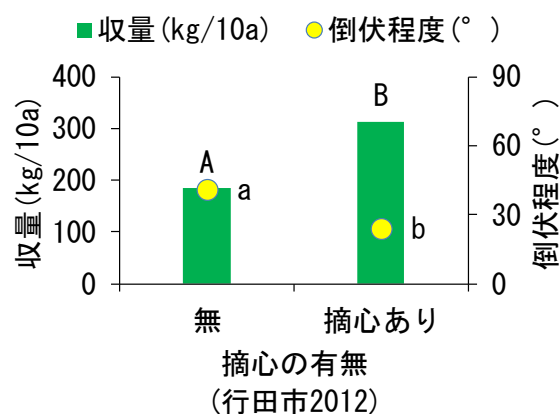 収量(kg/10a) 倒伏程度(°)
収量(kg/10a)
400
300
200
100
0
A
a
B
b
90
60
30
0
倒伏程度(°)
無 摘心あり
摘心の有無
(行田市2012)